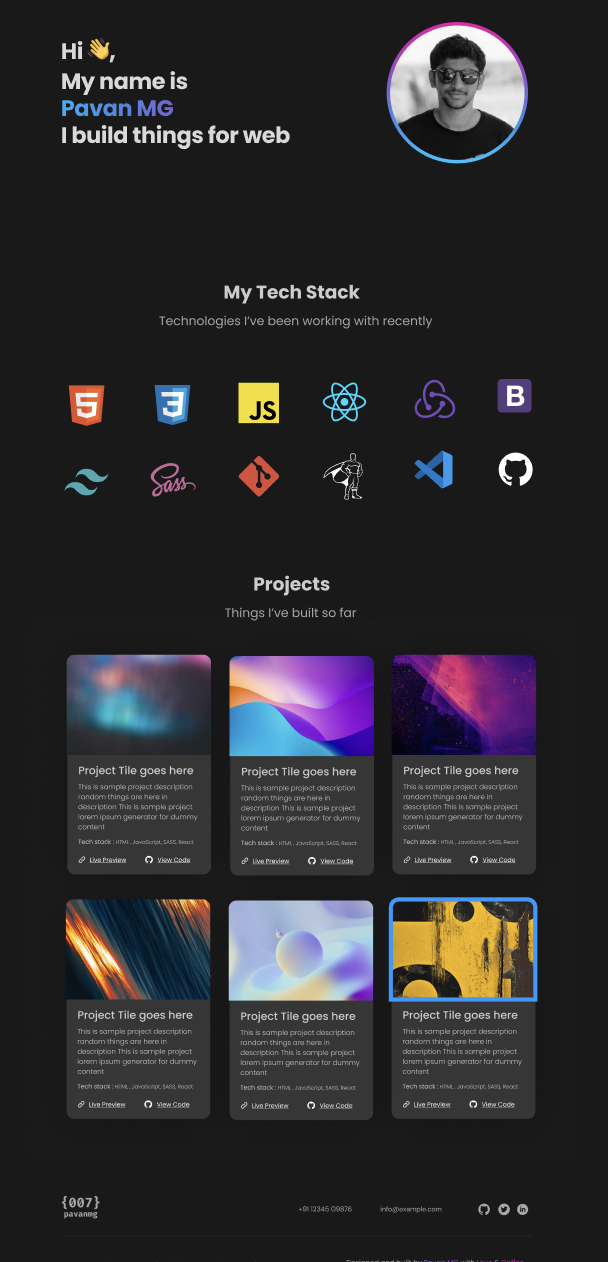 Hi 👋,
My name is
Pavan MG
I build things for web
My Tech Stack
Technologies I've been working with recently
5
3
JS
B
Sass
Projects
Things I've built so far
Project Tile goes here
This is sample project description
random things are here in
description This is sample project
lorem ipsum generator for dummy
content
Tech stack : HTML , JavaScript, SASS, React
Live Preview
View Code
Project Tile goes here
This is sample project description
random things are here in
description This is sample project
lorem ipsum generator for dummy
content
Tech stack : HTML , JavaScript, SASS, React
Live Preview
View Code
Project Tile goes here
This is sample project description
random things are here in
description This is sample project
lorem ipsum generator for dummy
content
Tech stack : HTML , JavaScript, SASS, React
Live Preview
View Code
Project Tile goes here
This is sample project description
random things are here in
description This is sample project
lorem ipsum generator for dummy
content
Tech stack : HTML , JavaScript, SASS, React
Live Preview
View Code
Project Tile goes here
This is sample project description
random things are here in
description This is sample project
lorem ipsum generator for dummy
content
Tech stack : HTML , JavaScript, SASS, React
Live Preview
View Code
Project Tile goes here
This is sample project description
random things are here in
description This is sample project
lorem ipsum generator for dummy
content
Tech stack : HTML , JavaScript, SASS, React
Live Preview
View Code
{007}
pavanmg
+91 12345 09876
info@example.com
in